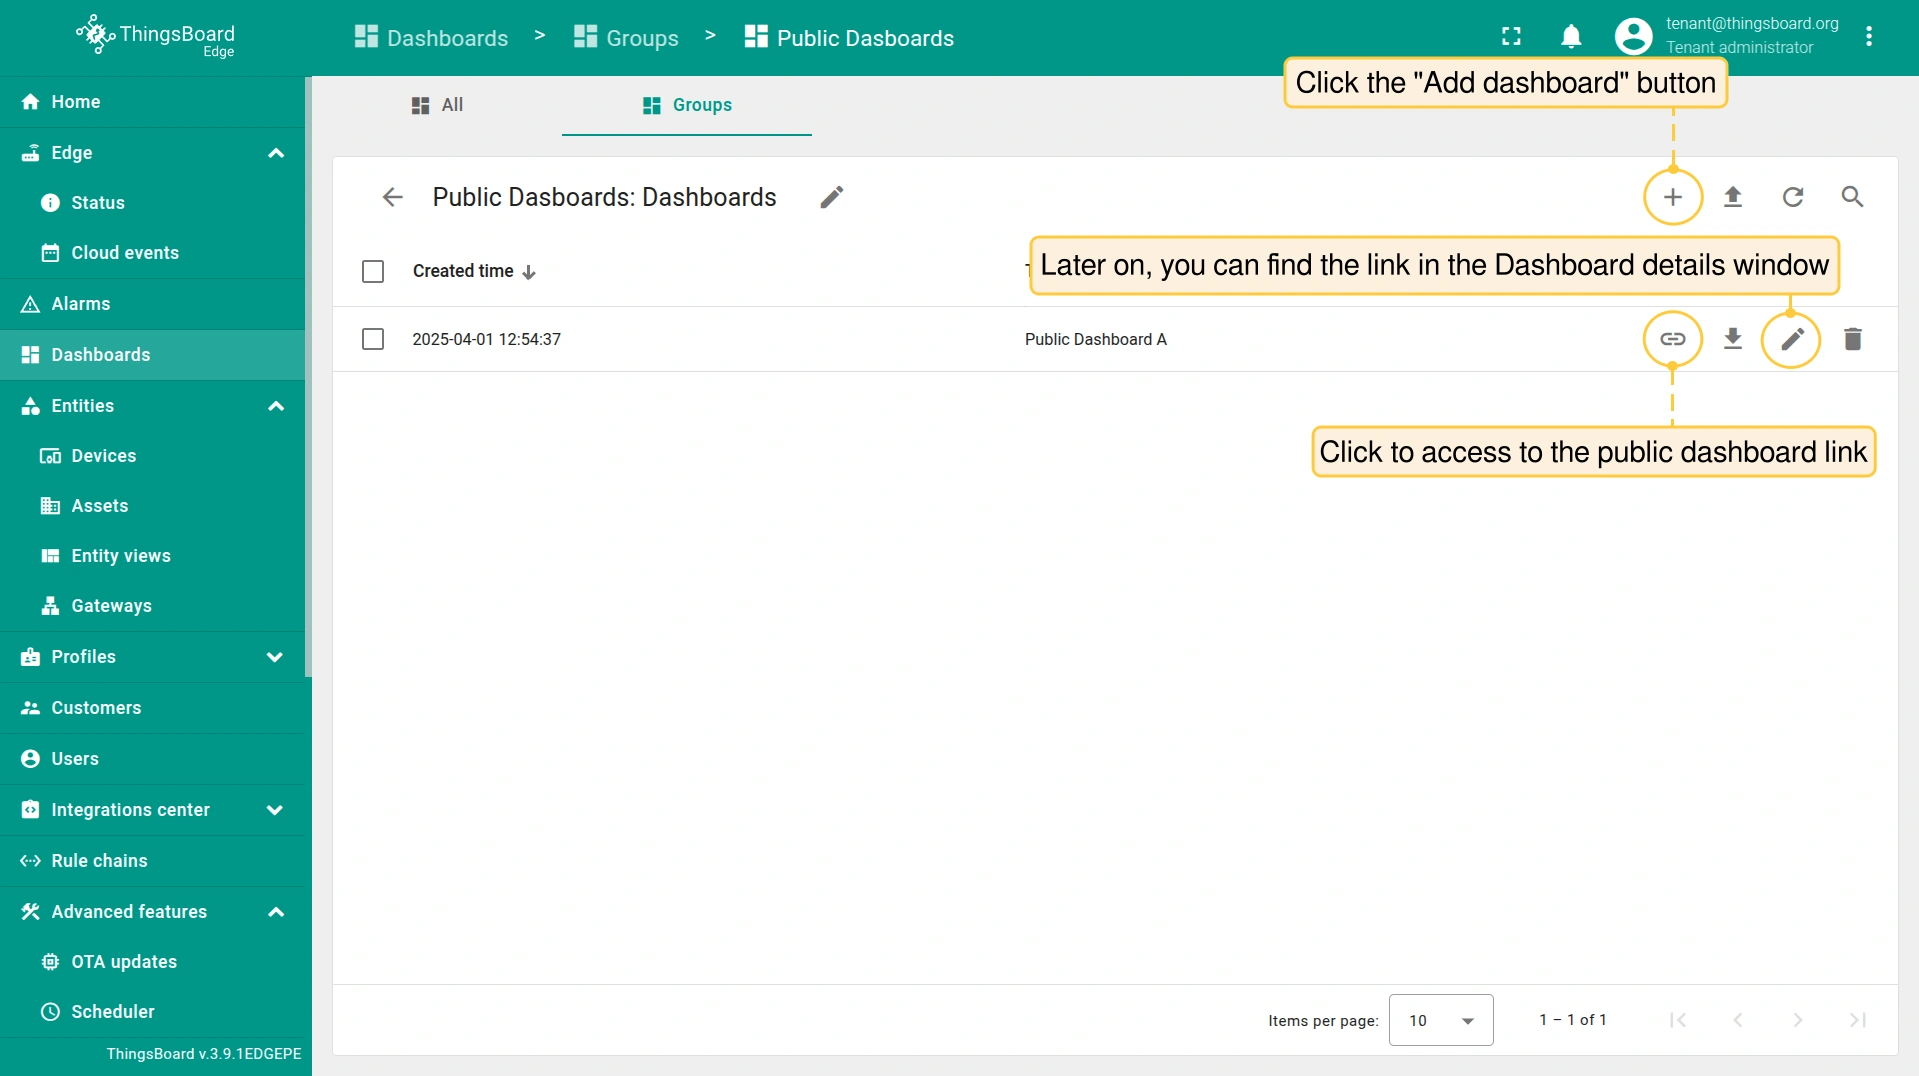 ThingsBoard
Edge
Dashboards > Groups > Public Dasboards
tenant@thingsboard.org
Tenant administrator
Click the "Add dashboard" button
Home
Edge
Status
Cloud events
Alarms
Dashboards
Entities
Devices
Assets
Entity views
Gateways
Profiles
Customers
Users
Integrations center
Rule chains
Advanced features
OTA updates
Scheduler
ThingsBoard v.3.9.1EDGEPE
All
Groups
Public Dasboards: Dashboards
Later on, you can find the link in the Dashboard details window
Created time
2025-04-01 12:54:37
Public Dashboard A
Click to access to the public dashboard link
Items per page: 10
1 – 1 of 1